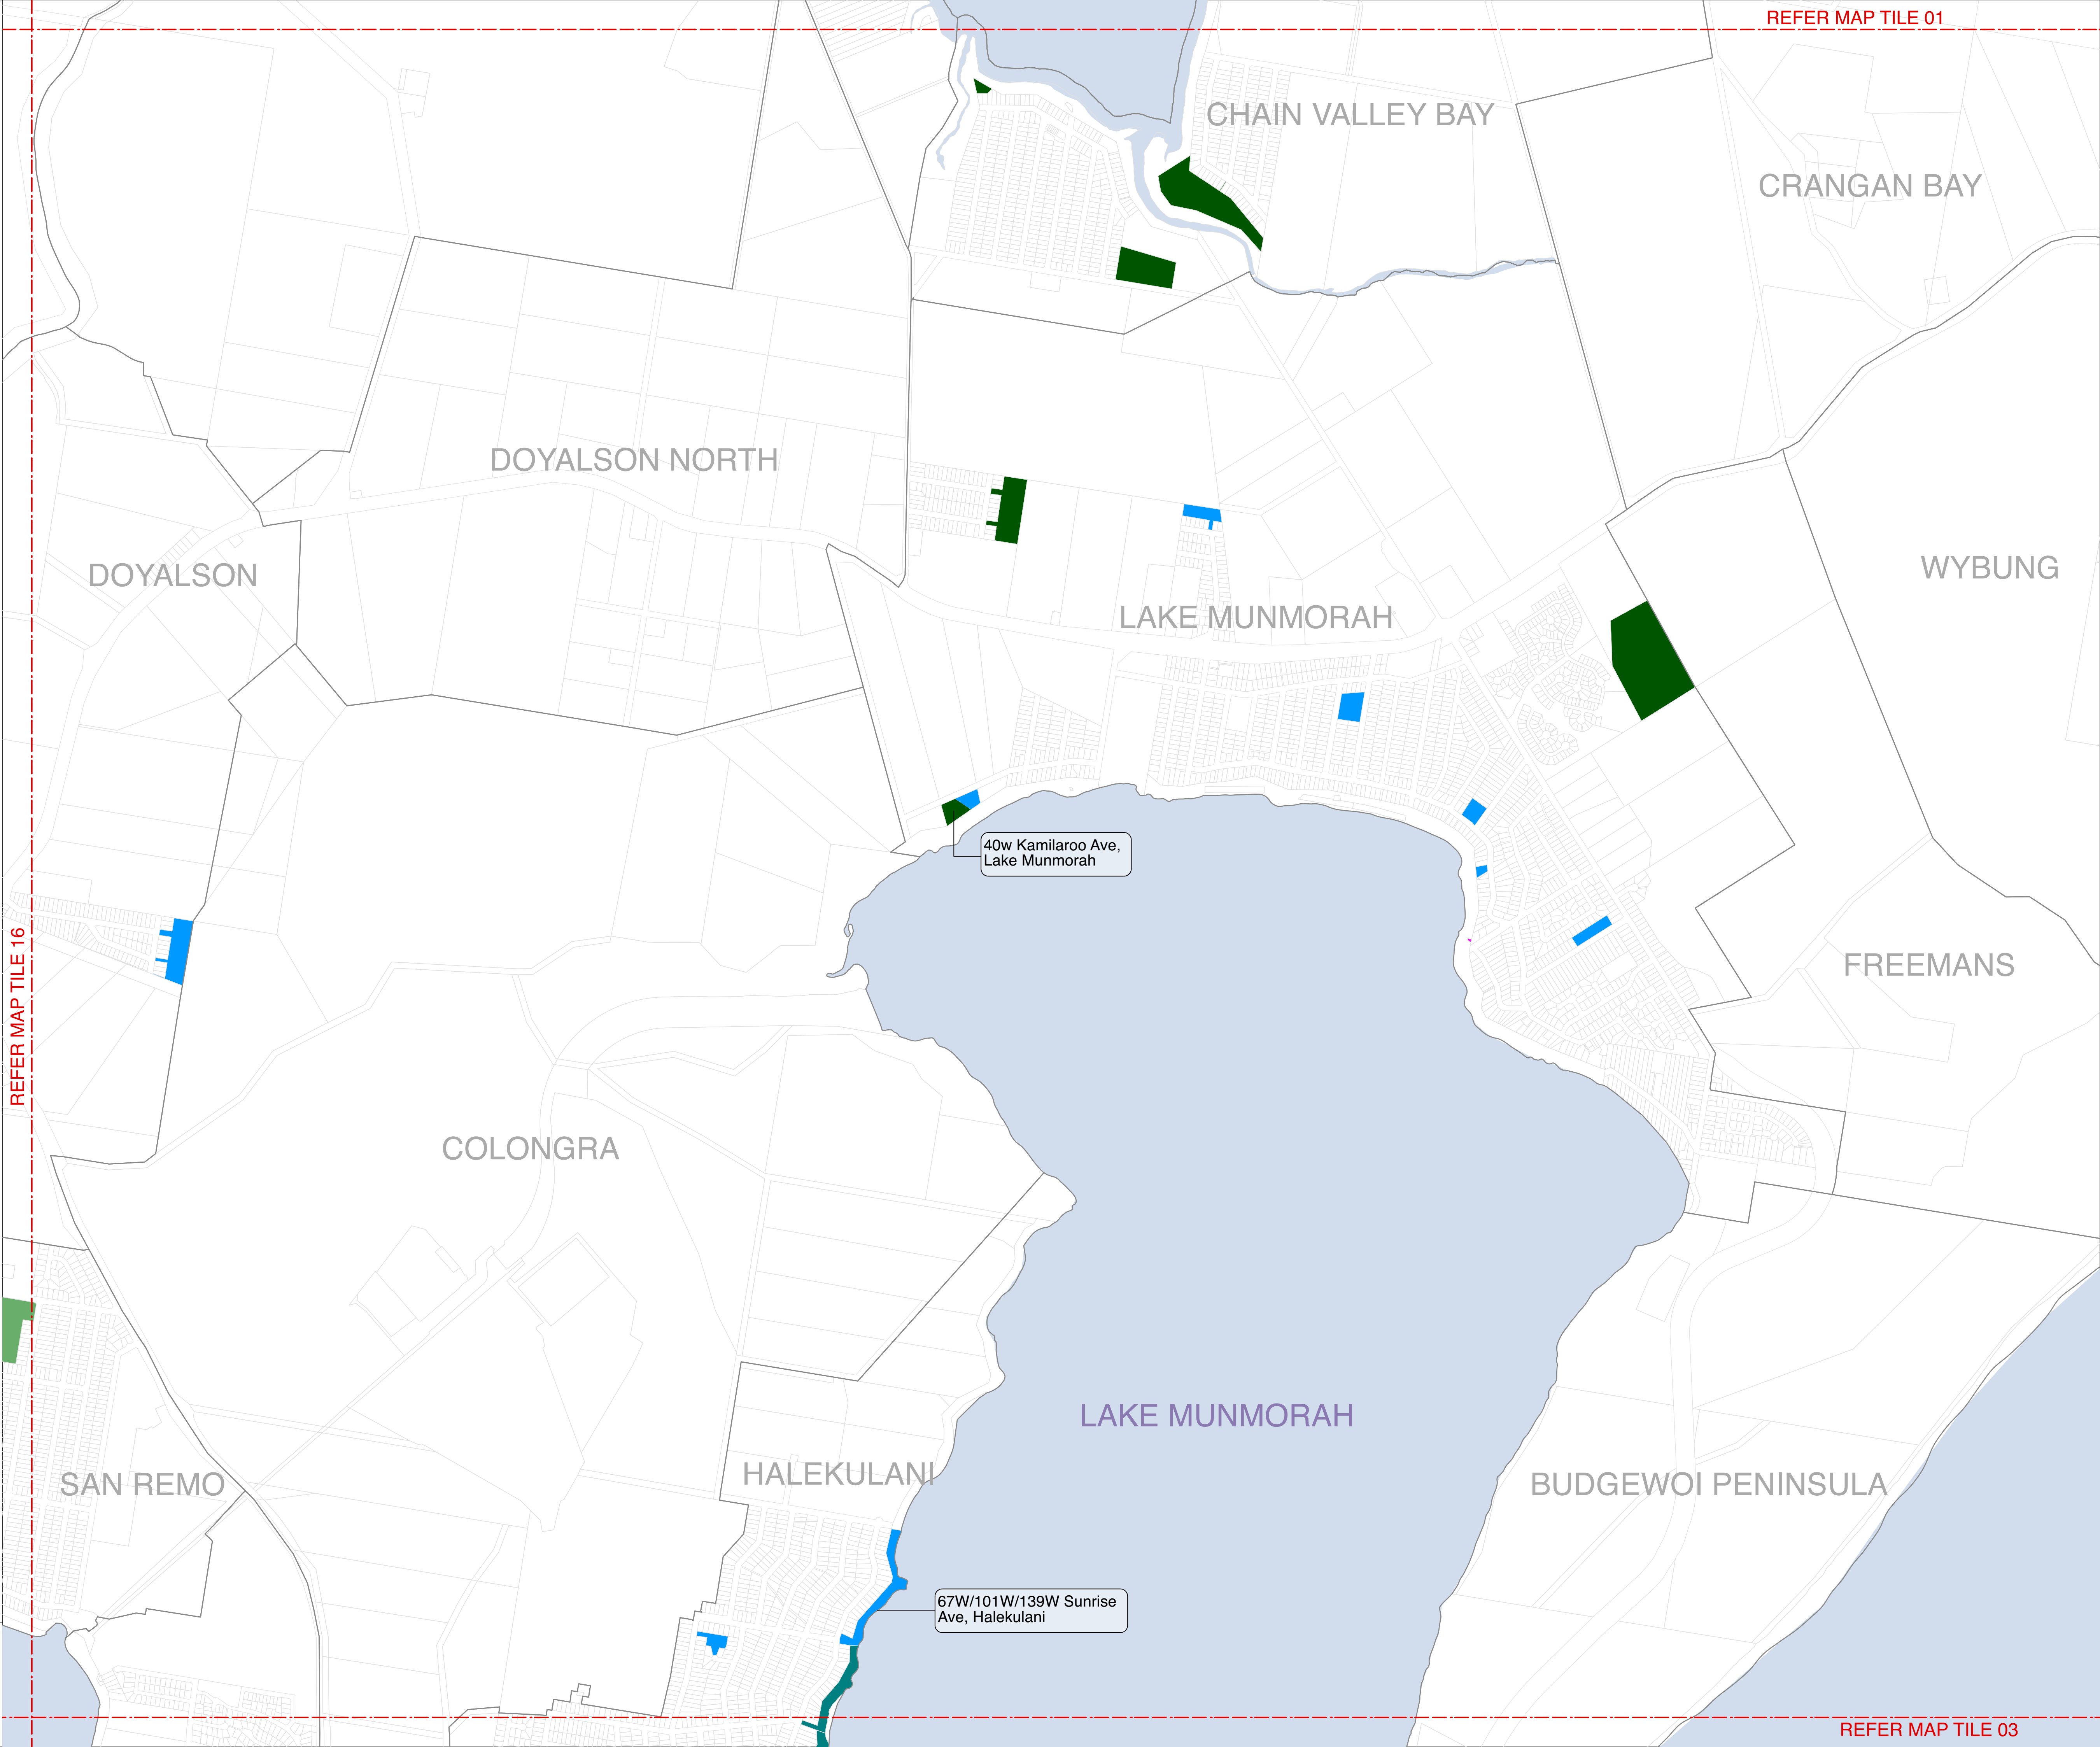 REFER MAP TILE 01
CHAIN VALLEY BAY
CRANGAN BAY
DOYALSON NORTH
DOYALSON
WYBUNG
LAKE MUNMORAH
40w Kamilaroo Ave,
Lake Munmorah
REFER MAP TILE 16
FREEMANS
COLONGRA
LAKE MUNMORAH
HALEKULANI
SAN REMO
BUDGEWOI PENINSULA
67W/101W/139W Sunrise
Ave, Halekulani
REFER MAP TILE 03